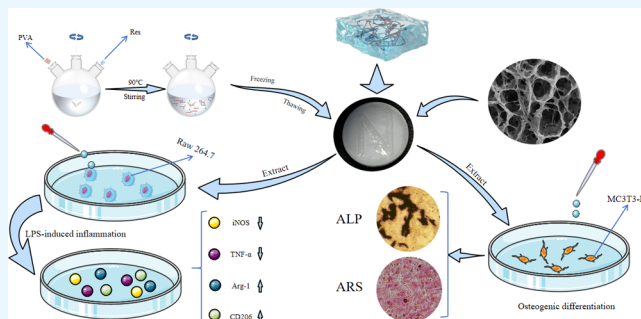 PVA
Res
90℃
Stirring
Freezing
Thawing
Raw 264.7
Extract
Extract
LPS-induced inflammation
iNOS
TNF-α
Arg-1
CD206
ALP
ARS
MC3T3-
Osteogenic differentiation